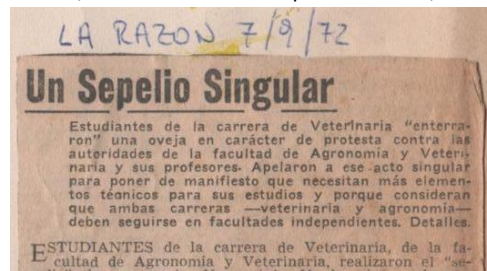 LA RAZON 7/9/72
Un Sepelio Singular
Estudiantes de la carrera de Veterinaria "enterra-
ron" una oveja en carácter de protesta contra las
autoridades de la facultad de Agronomía y Veteri-
naria y sus profesores. Apelaron a ese acto singular
para poner de manifiesto que necesitan más elemen-
tos técnicos para sus estudios y porque consideran
que ambas carreras —veterinaria y agronomía—
deben seguirse en facultades independientes. Detalles.
ESTUDIANTES de la carrera de Veterinaria, de la fa-
cultad de Agronomía y Veterinaria, realizaron el "se-